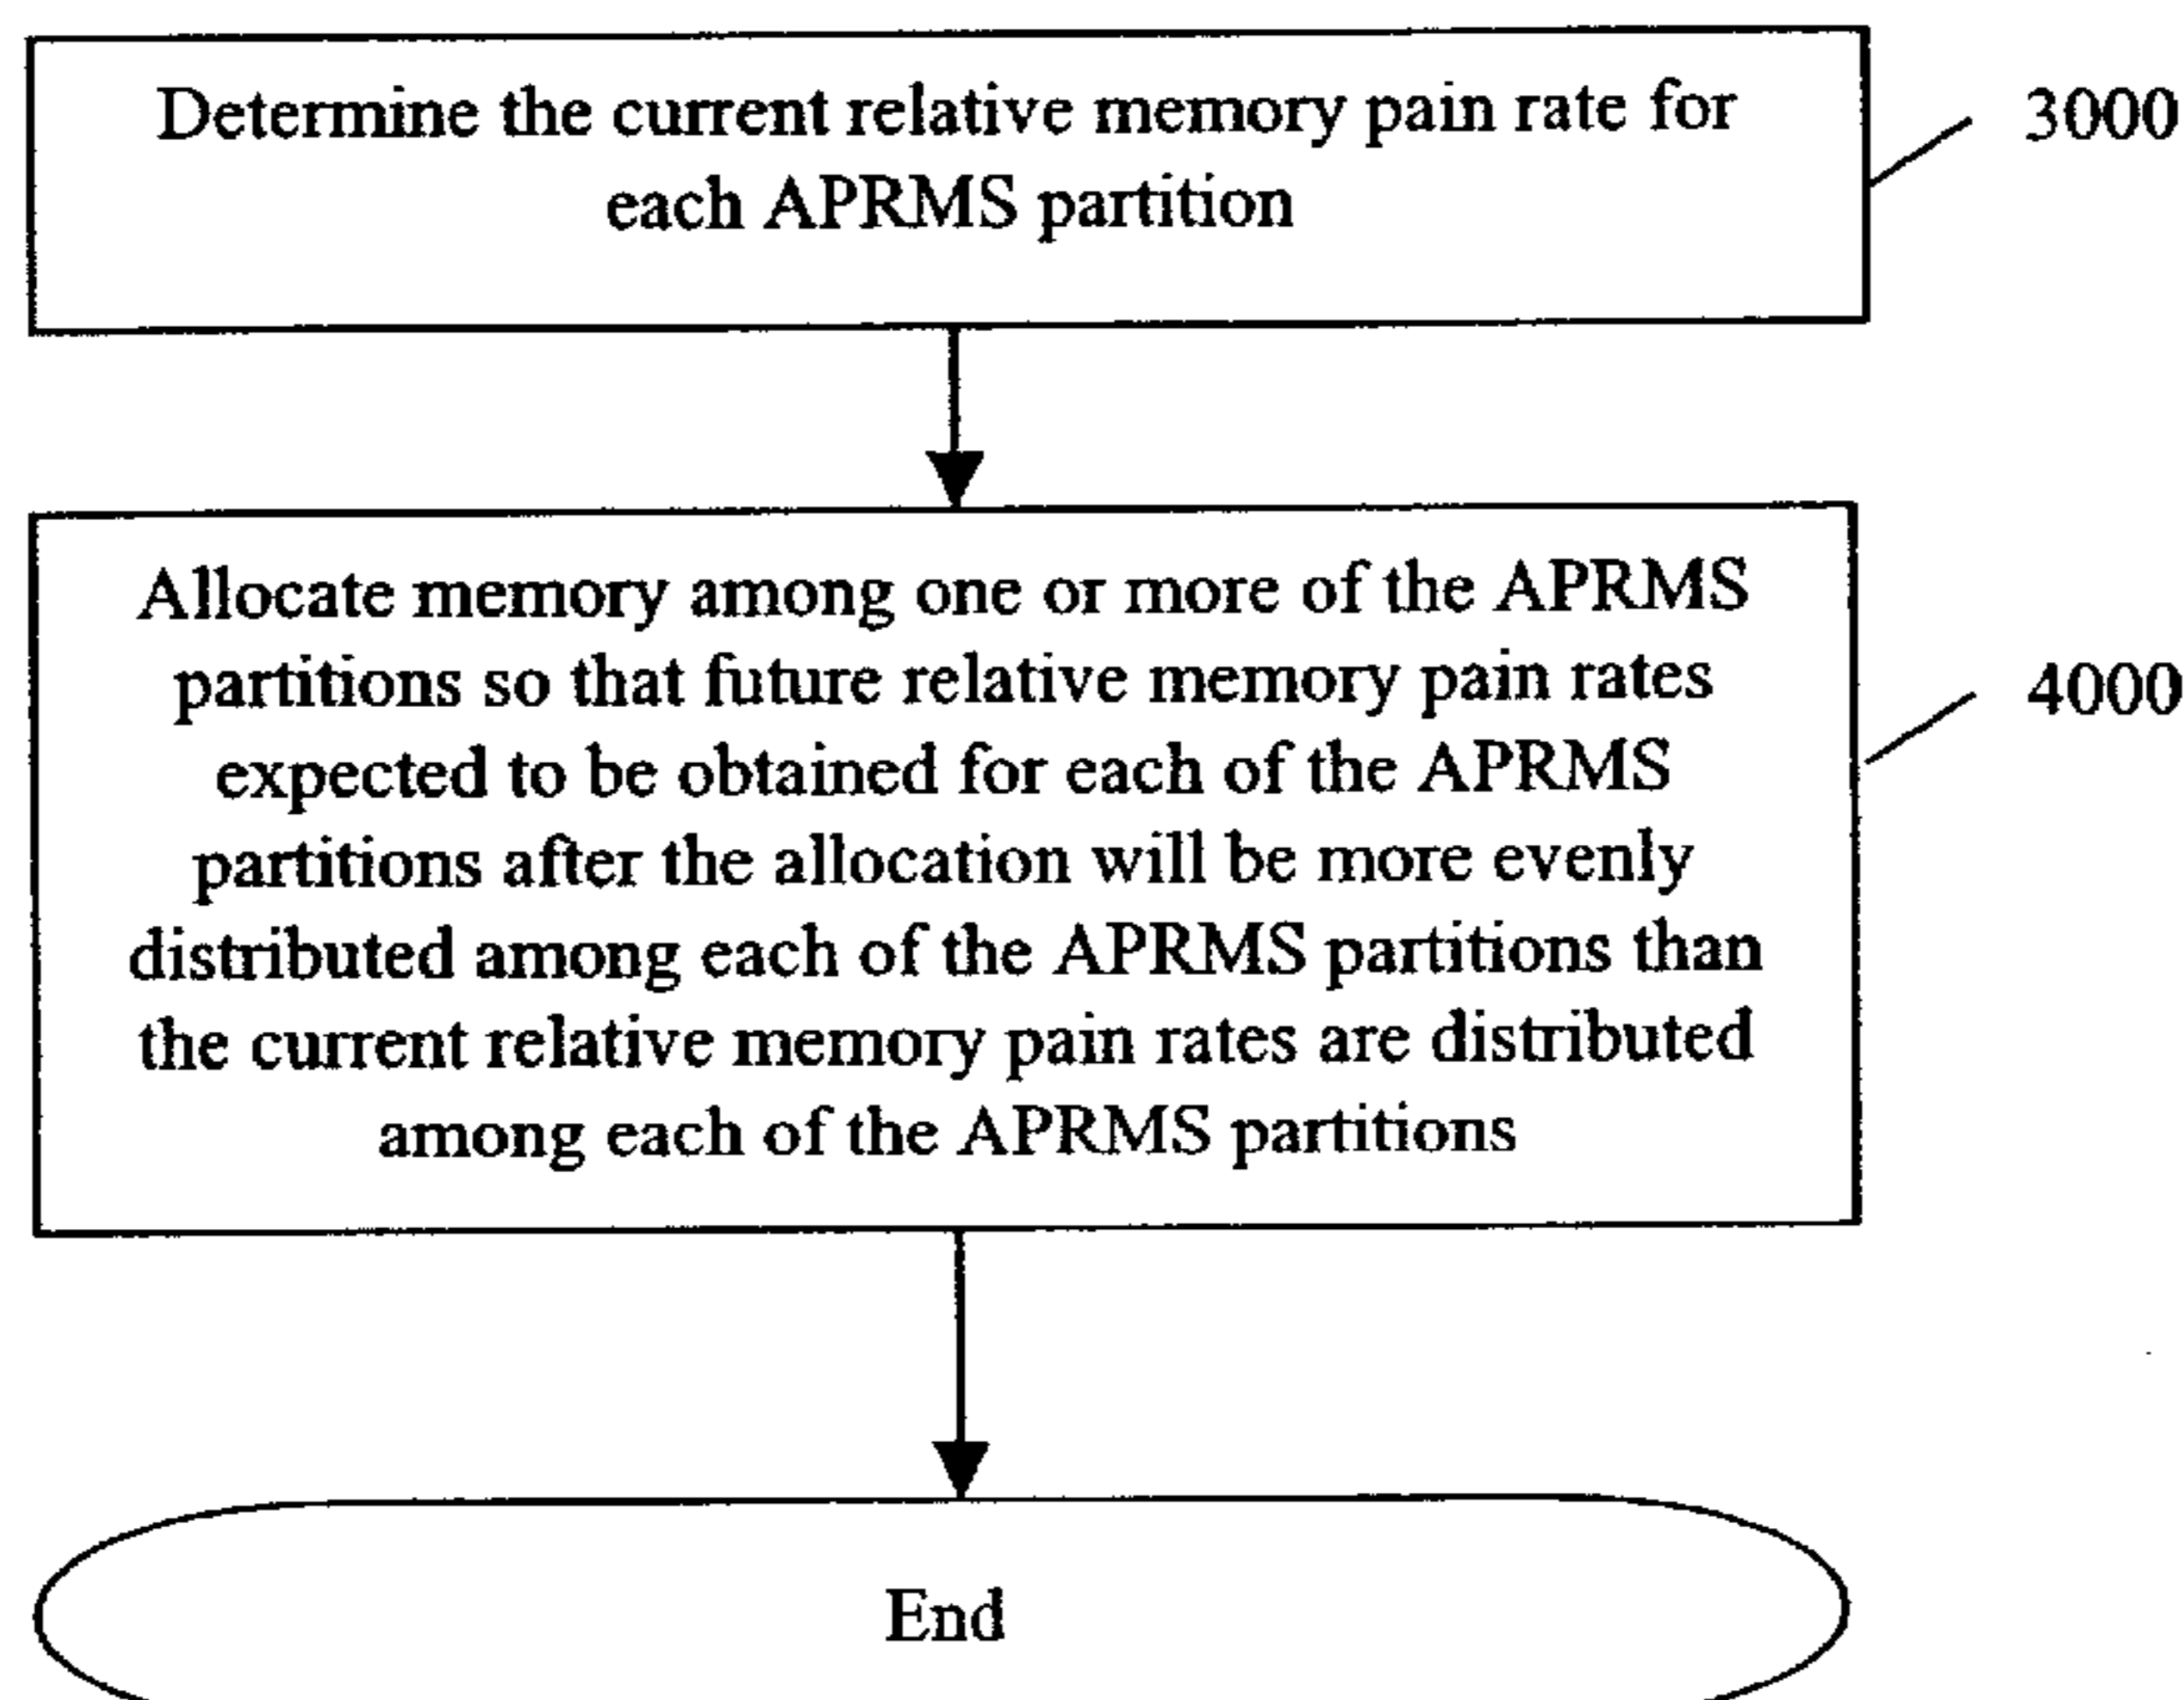 Determine the current relative memory pain rate for
each APRMS partition
3000
Allocate memory among one or more of the APRMS
partitions so that future relative memory pain rates
expected to be obtained for each of the APRMS
partitions after the allocation will be more evenly
distributed among each of the APRMS partitions than
the current relative memory pain rates are distributed
among each of the APRMS partitions
4000
End